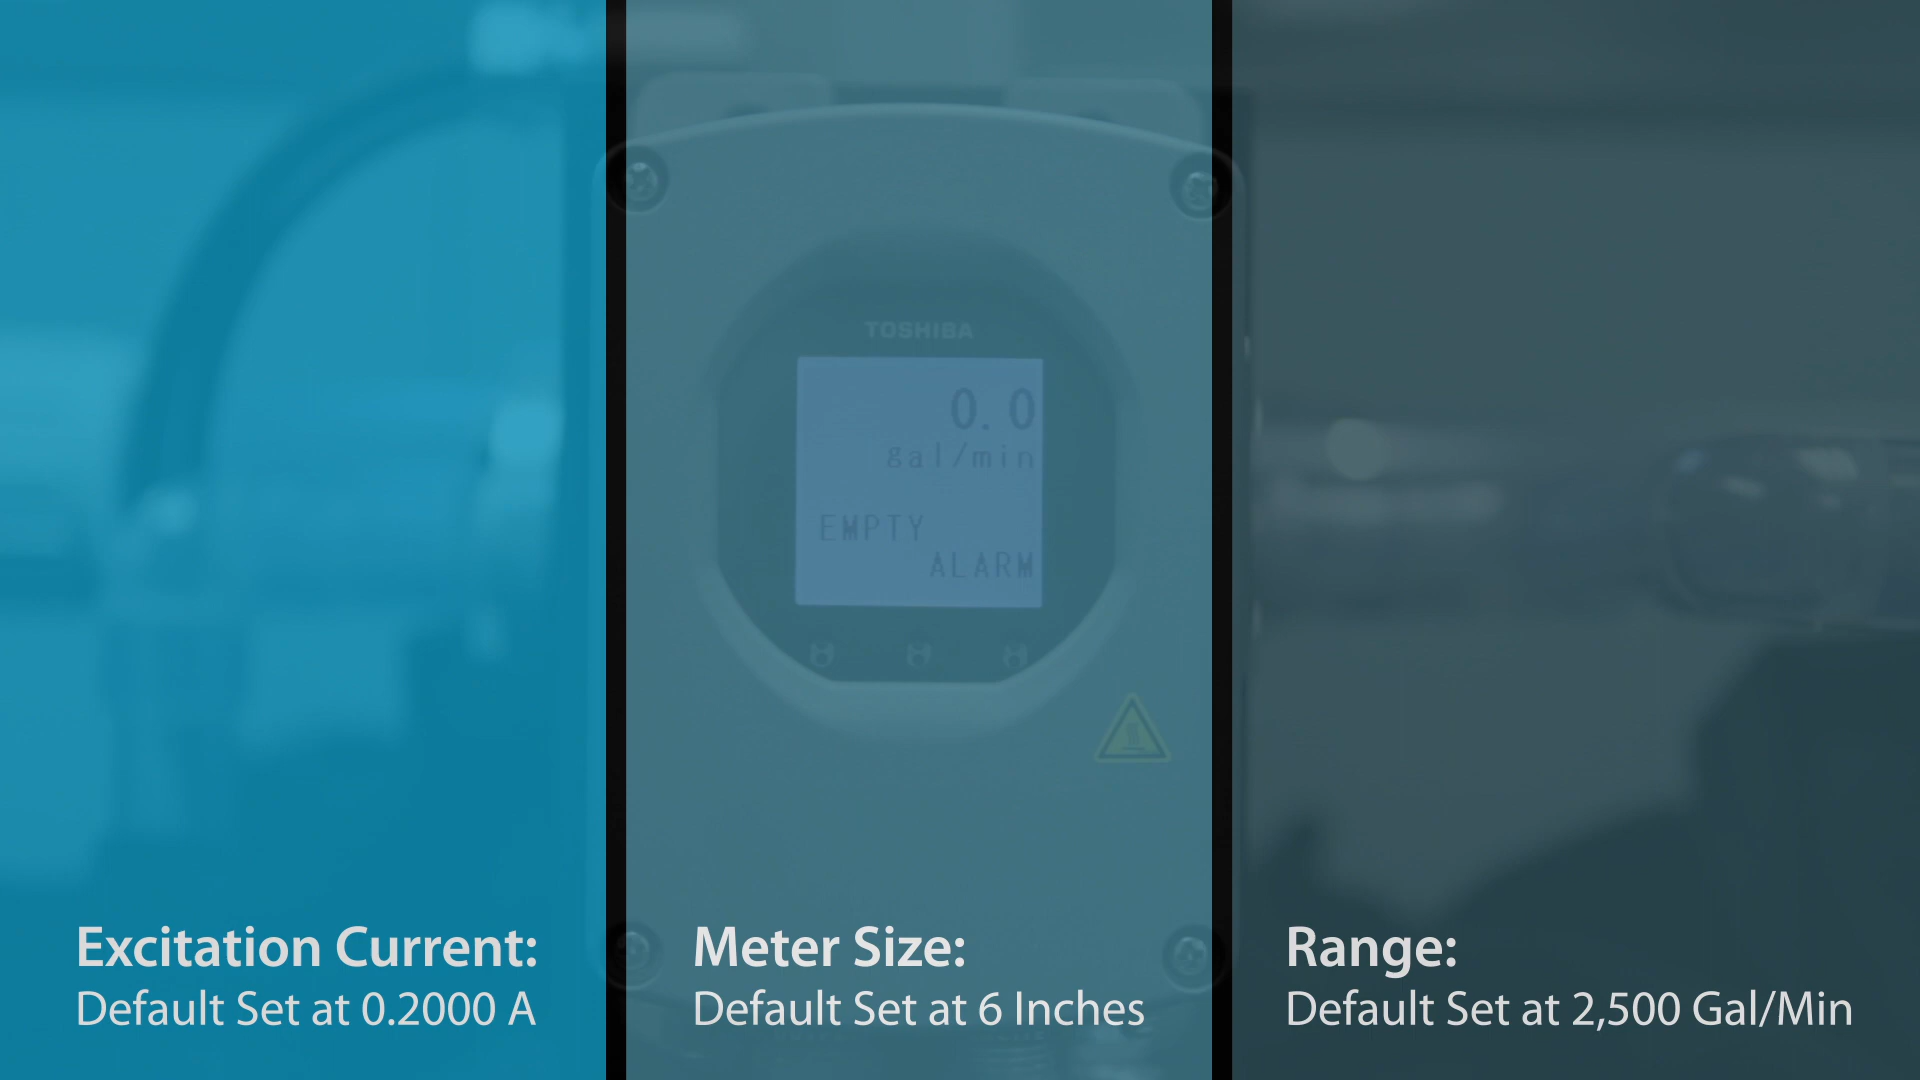 TOSHIBA
0.0
gal/min
EMPTY
ALARM
Excitation Current:
Default Set at 0.2000 A
Meter Size:
Default Set at 6 Inches
Range:
Default Set at 2,500 Gal/Min